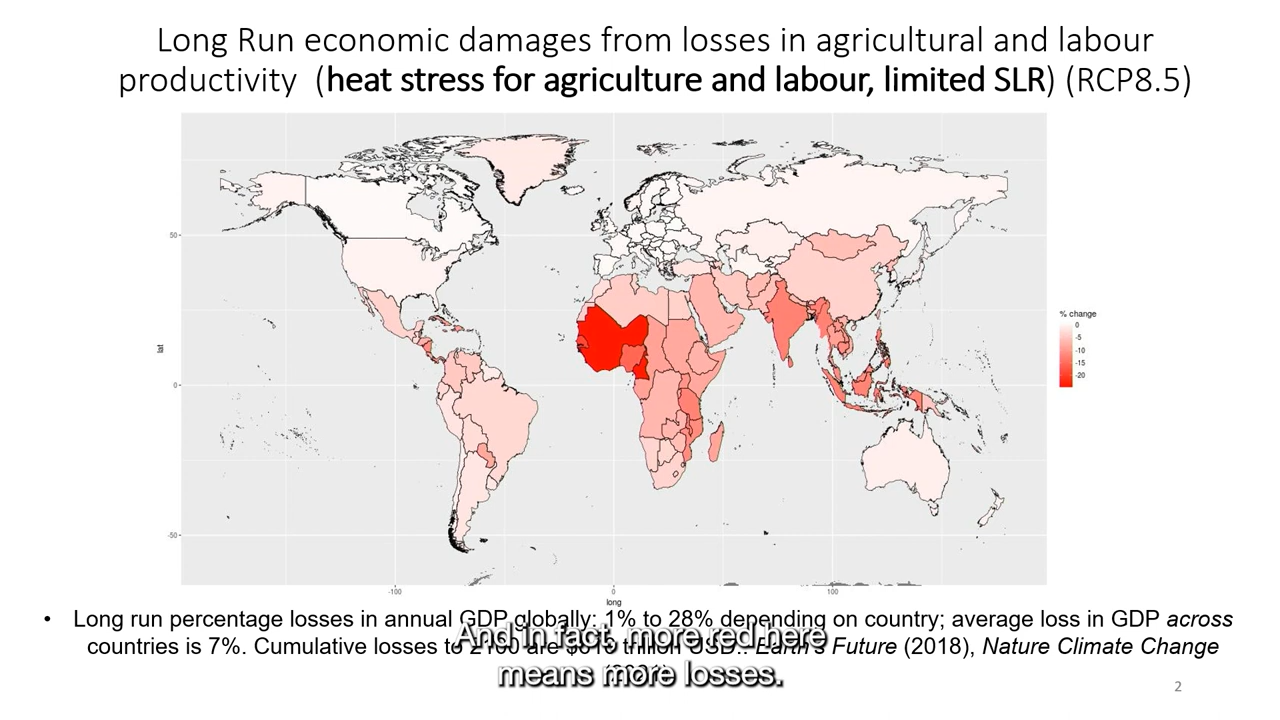 Long Run economic damages from losses in agricultural and labour
productivity (heat stress for agriculture and labour, limited SLR) (RCP8.5)
50
0
-50
lat
-100
0
100
long
% change
0
-5
-10
-15
-20
• Long run percentage losses in annual GDP globally: 1% to 28% depending on country; average loss in GDP across
countries is 7%. Cumulative losses to 2100 are trillion USD.. Earth's Future (2018), Nature Climate Change
And in fact, more red here
means more losses.
2